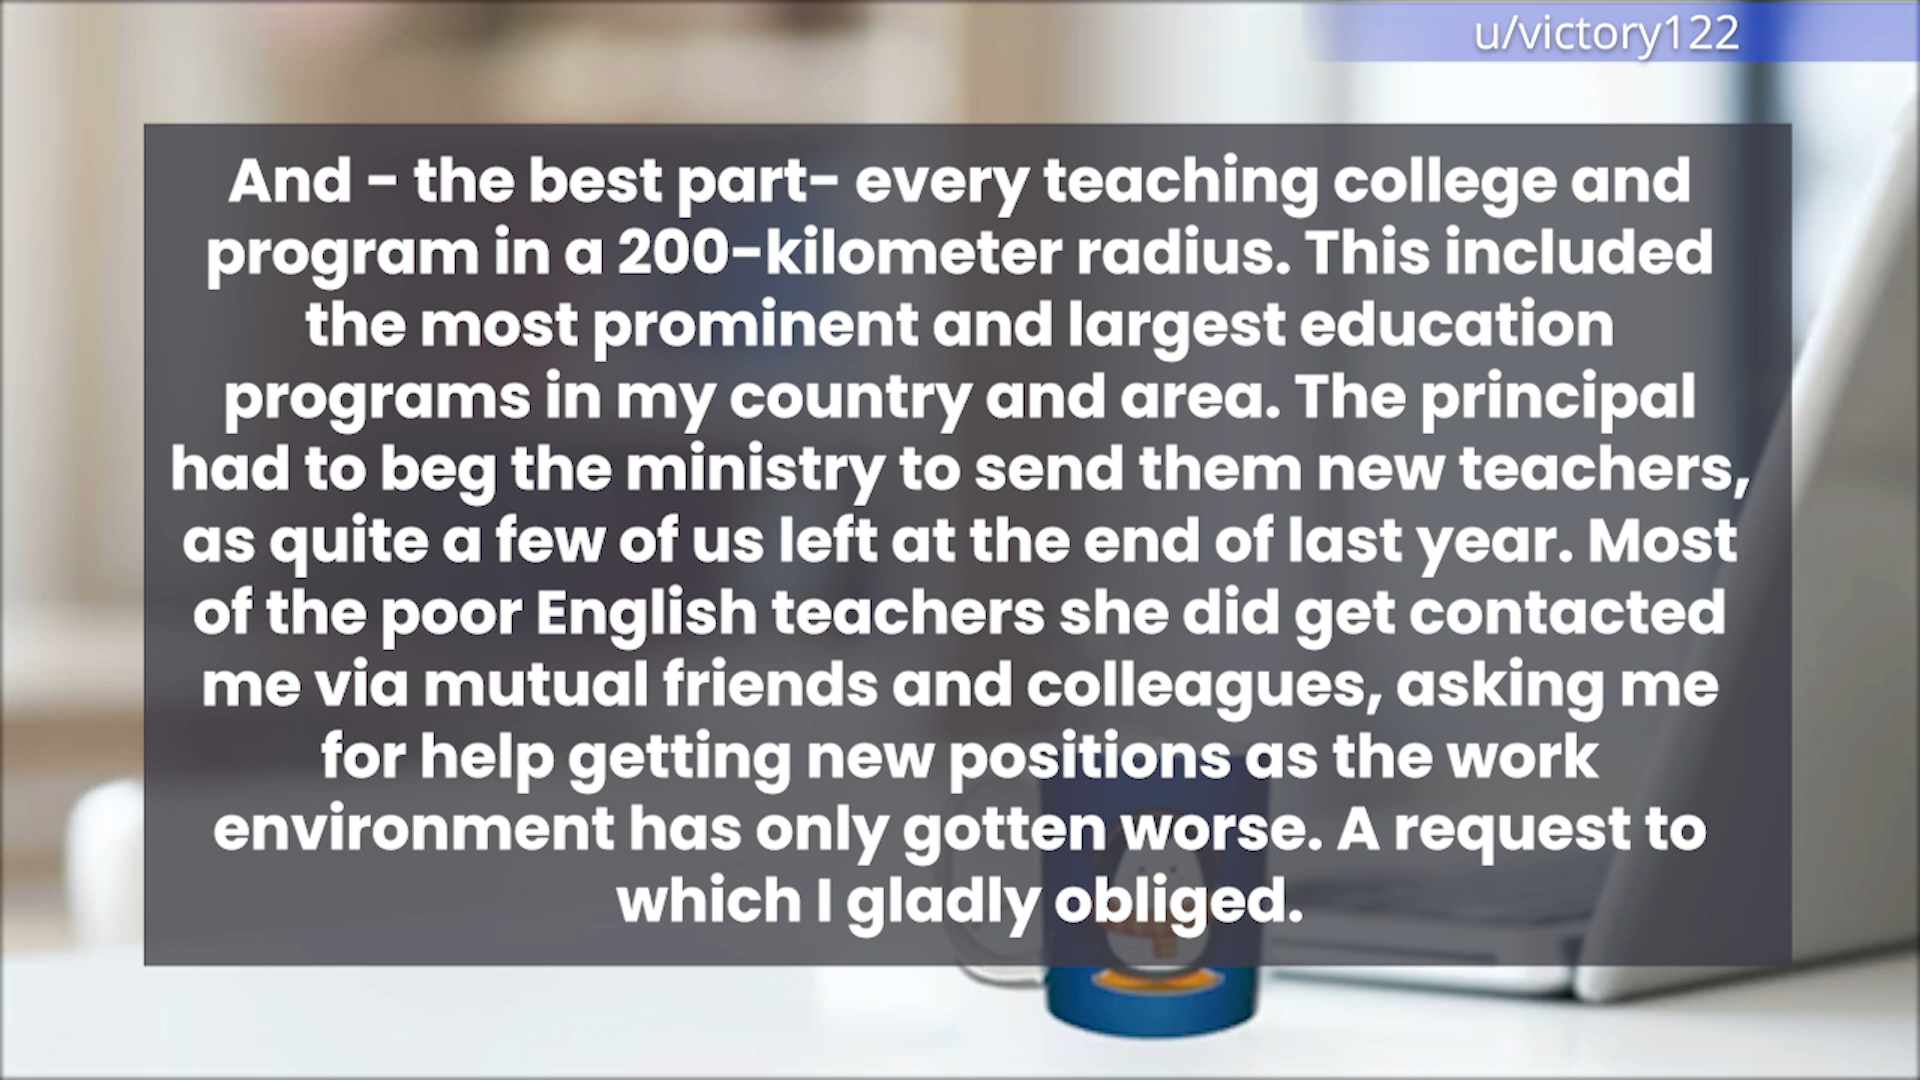 u/victory122
And - the best part- every teaching college and
program in a 200-kilometer radius. This included
the most prominent and largest education
programs in my country and area. The principal
had to beg the ministry to send them new teachers,
as quite a few of us left at the end of last year. Most
of the poor English teachers she did get contacted
me via mutual friends and colleagues, asking me
for help getting new positions as the work
environment has only gotten worse. A request to
which I gladly obliged.